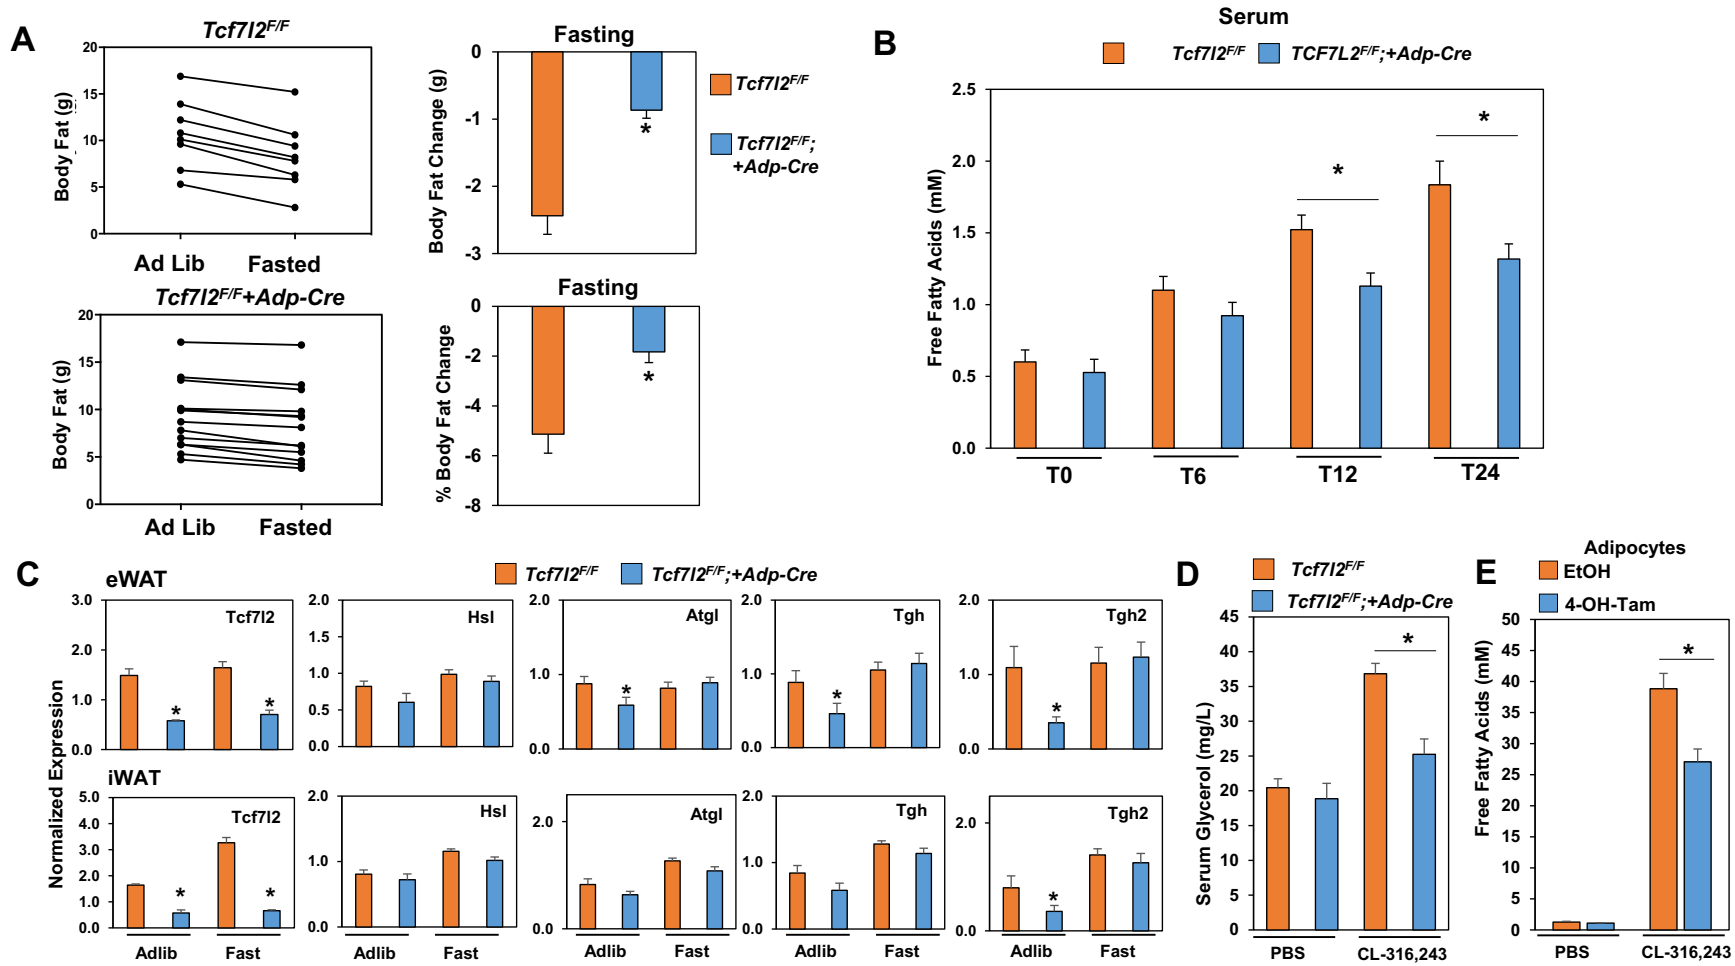 A
Tcf7l2F/F
Body Fat (g)
20
15
10
5
0
Ad Lib Fasted
Tcf7l2F/F+Adp-Cre
Body Fat (g)
20
15
10
5
0
Ad Lib Fasted
Fasting
Body Fat Change (g)
0
-1
-2
-3
*
Tcf7l2F/F
Tcf7l2F/F;
+Adp-Cre
Fasting
% Body Fat Change
0
-2
-4
-6
-8
*
B
Serum
Tcf7l2F/F TCF7L2F/F;+Adp-Cre
Free Fatty Acids (mM)
2.5
2.0
1.5
1.0
0.5
0.0
* *
T0 T6 T12 T24
C
Tcf7l2F/F Tcf7l2F/F;+Adp-Cre
Normalized Expression
eWAT
Tcf7l2
3.0
2.0
1.0
0.0
* *
Hsl
2.0
1.5
1.0
0.5
0.0
Atgl
2.0
1.0
0.0
*
Tgh
2.0
1.0
0.0
*
Tgh2
2.0
1.0
0.0
*
iWAT
Tcf7l2
5.0
4.0
3.0
2.0
1.0
0.0
* *
Adlib Fast
Hsl
2.0
1.0
0.0
Adlib Fast
Atgl
2.0
0.0
Adlib Fast
Tgh
2.0
1.0
0.0
Adlib Fast
Tgh2
2.0
0.0
*
Adlib Fast
D
Tcf7l2F/F
Tcf7l2F/F;+Adp-Cre
Serum Glycerol (mg/L)
45
40
35
30
25
20
15
10
5
0
*
PBS CL-316,243
E
Adipocytes
EtOH
4-OH-Tam
Free Fatty Acids (mM)
50
45
40
35
30
25
20
15
10
5
0
*
PBS CL-316,243